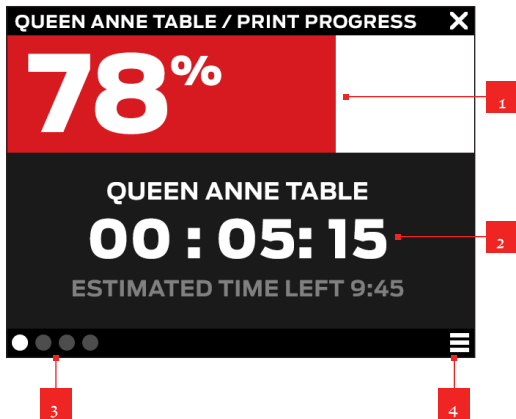 QUEEN ANNE TABLE / PRINT PROGRESS
78%
1
QUEEN ANNE TABLE
00 : 05: 15
2
ESTIMATED TIME LEFT 9:45
3
4